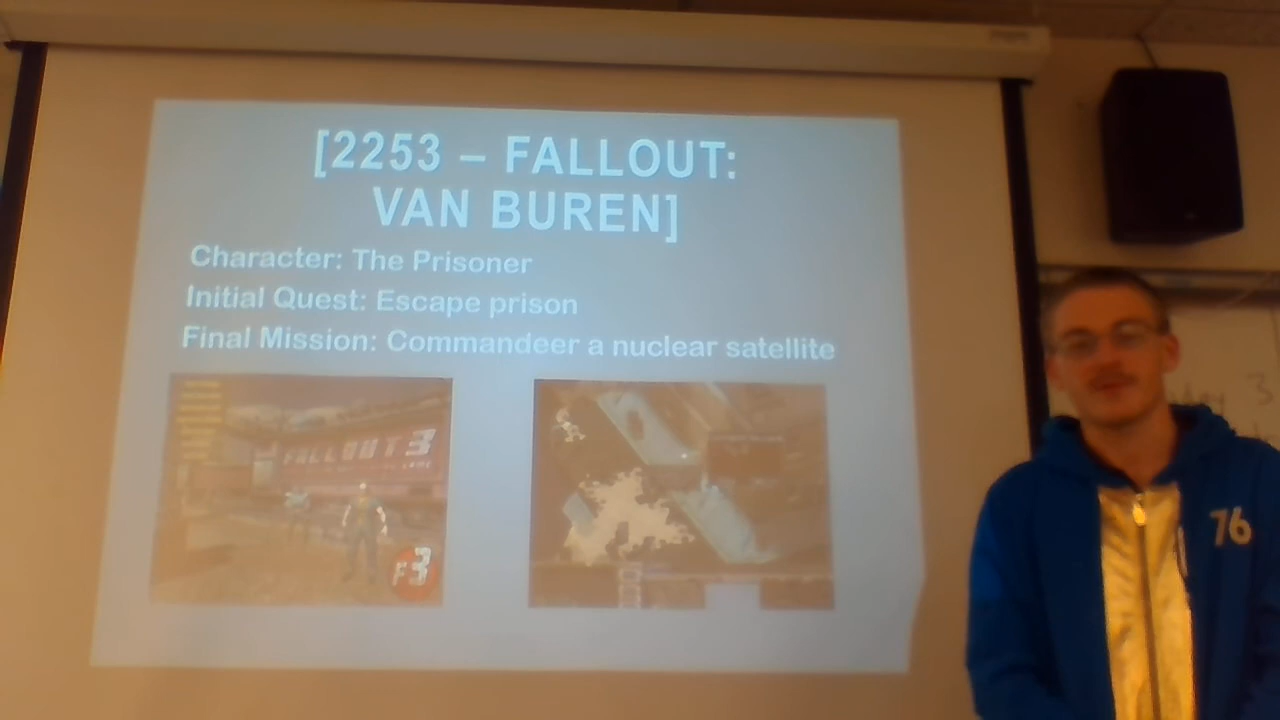 [2253 – FALLOUT:
VAN BUREN]
Character: The Prisoner
Initial Quest: Escape prison
Final Mission: Commandeer a nuclear satellite
FALLOUT 3
F3
76